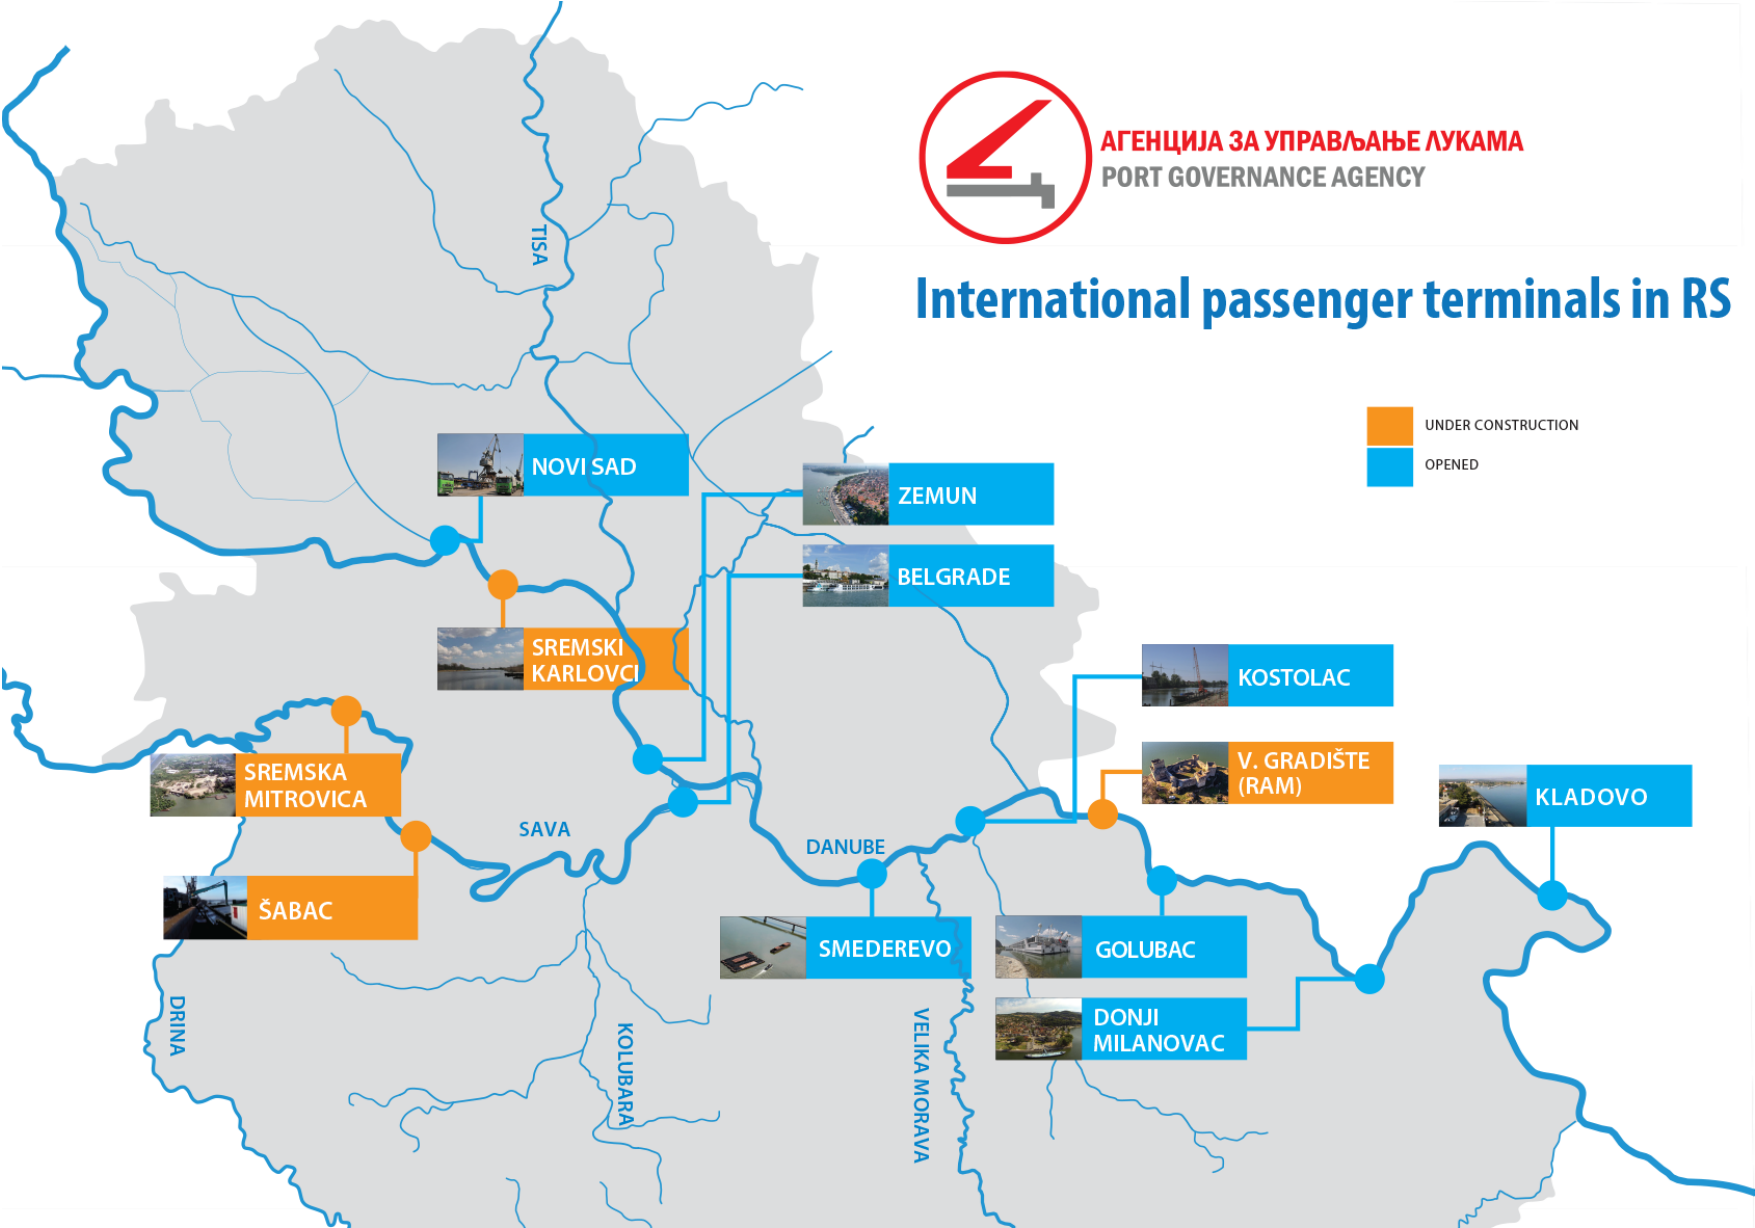 АГЕНЦИЈА ЗА УПРАВЉАЊЕ ЛУКАМА
PORT GOVERNANCE AGENCY
International passenger terminals in RS
UNDER CONSTRUCTION
OPENED
TISA
NOVI SAD
ZEMUN
BELGRADE
SREMSKI
KARLOVCI
KOSTOLAC
V. GRADIŠTE
(RAM)
KLADOVO
SREMSKA
MITROVICA
SAVA
DANUBE
ŠABAC
SMEDEREVO
GOLUBAC
DONJI
MILANOVAC
DRINA
KOLUBARA
VELIKA MORAVA